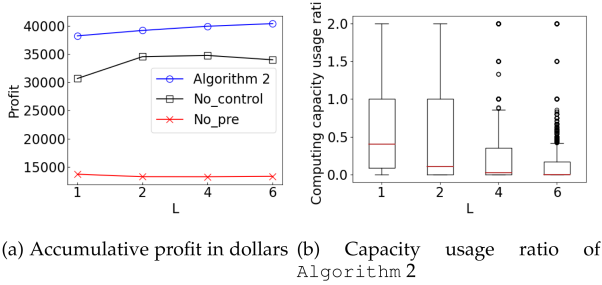 40000
35000
30000
25000
20000
15000
Profit
Algorithm 2
No_control
No_pre
1 2 4 6
L
Computing capacity usage rati
2.0
1.5
1.0
0.5
0.0
1 2 4 6
L
(a) Accumulative profit in dollars
(b) Capacity usage ratio of
Algorithm 2